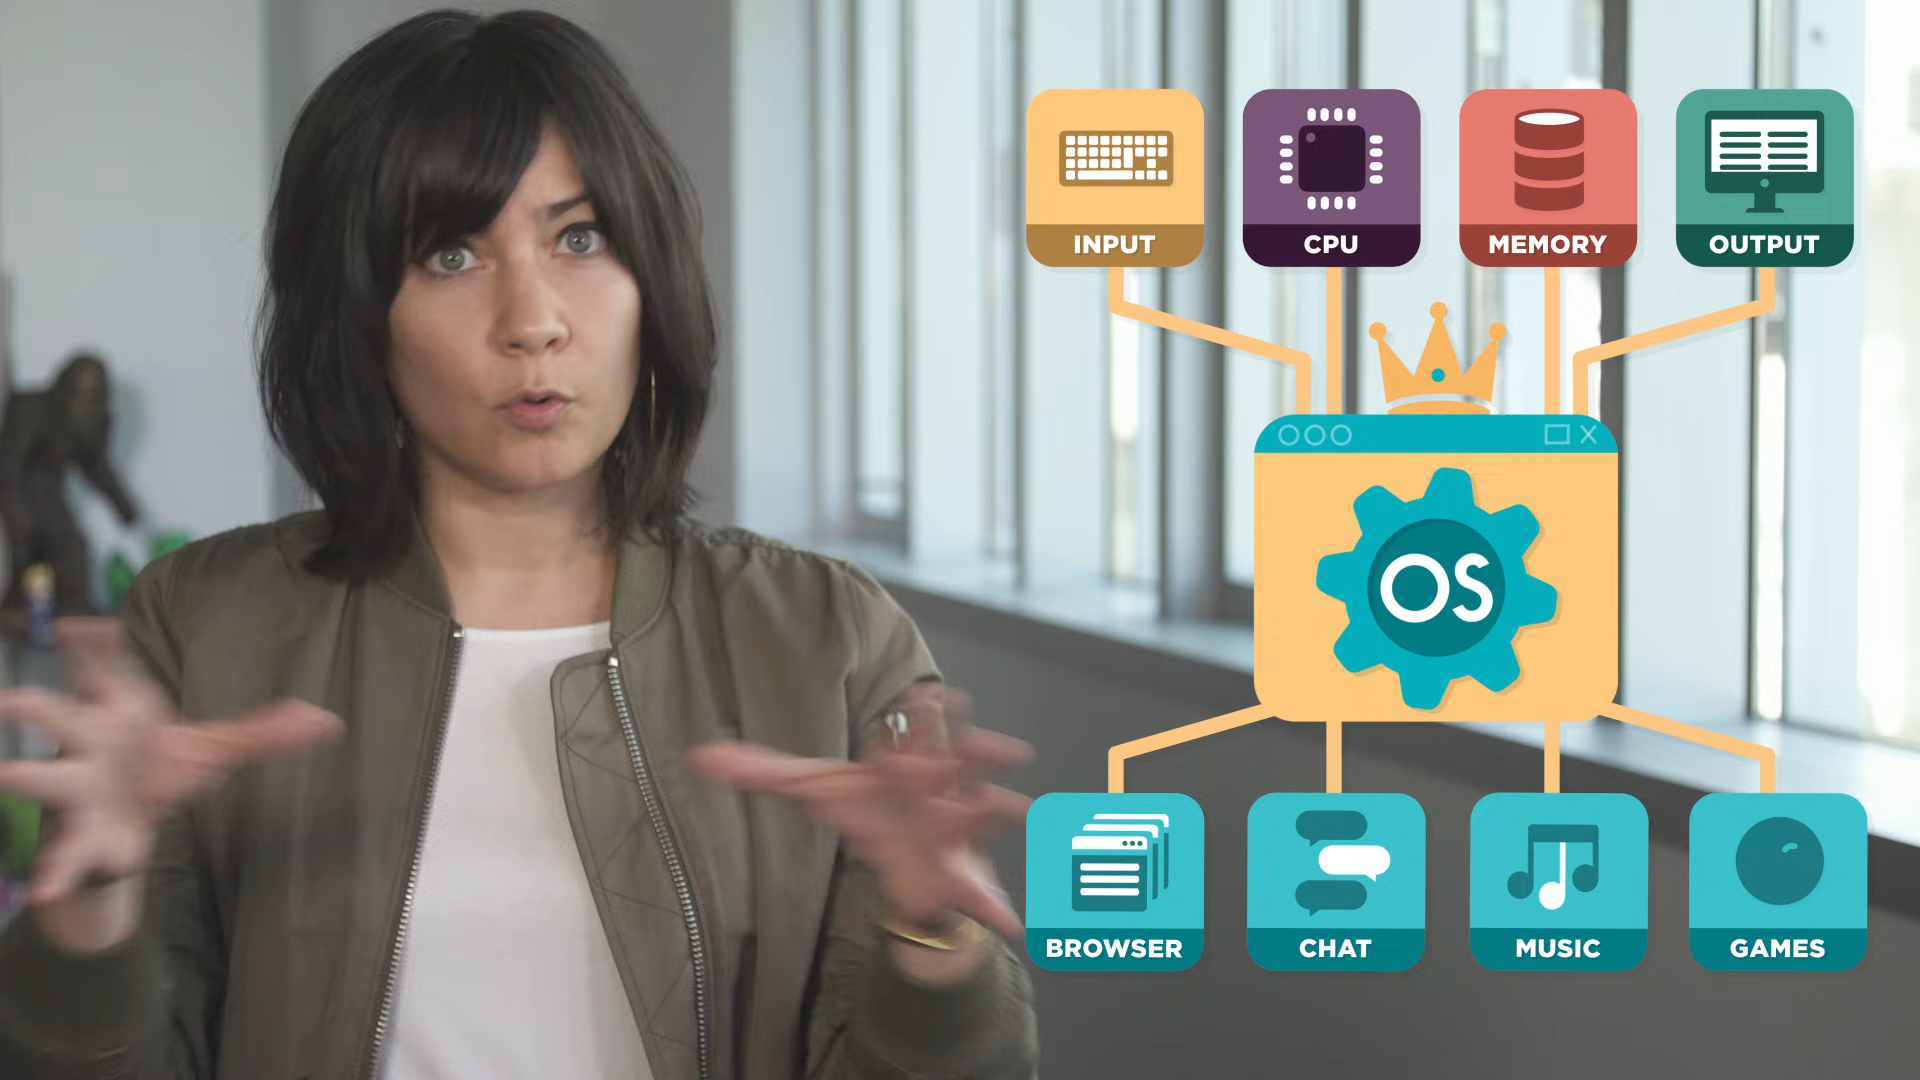 INPUT
CPU
MEMORY
OUTPUT
OS
BROWSER
CHAT
MUSIC
GAMES